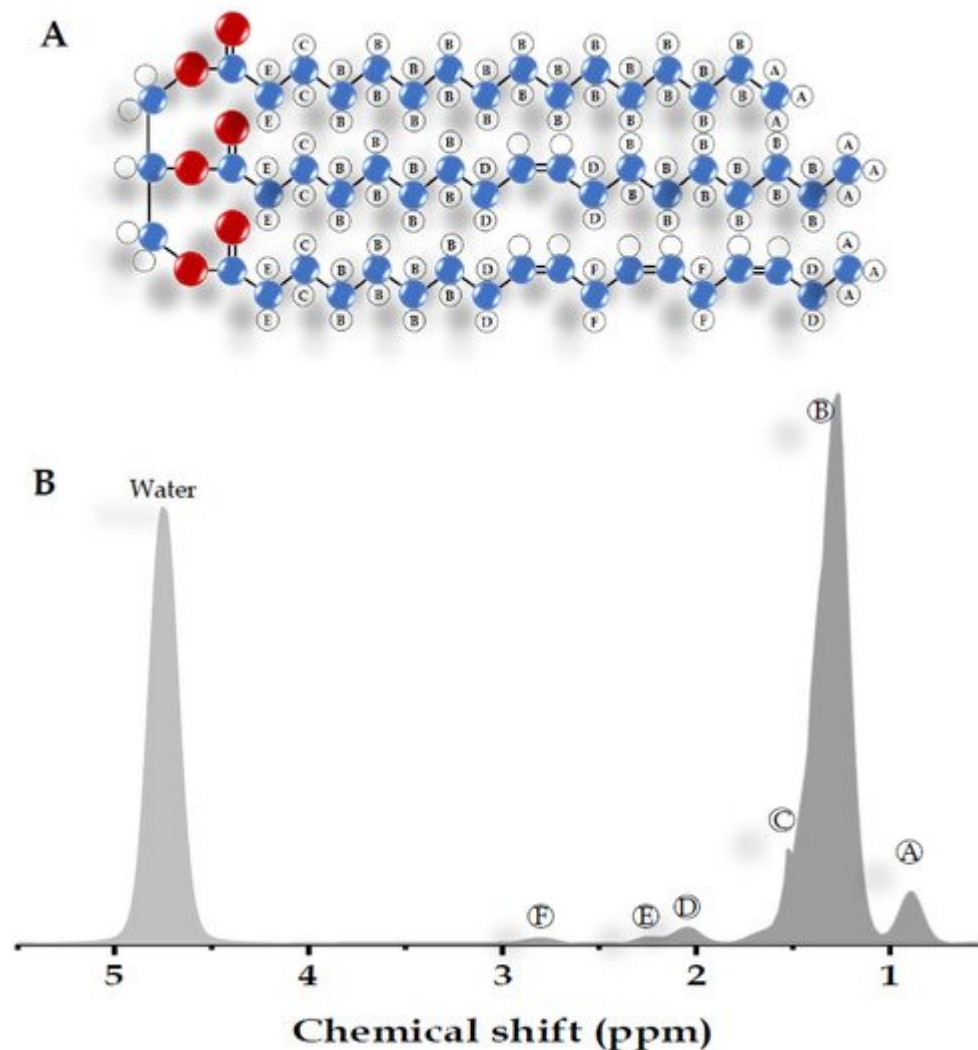 A
C B B B B B B
E B B B B B B A
C B B B B B B A
E B B B B B B A
C B B B B B A
E B B D D B B B A
C B B B B B A
E B B D D B B B
C B B A
E B B D F F D A
C B B A
E B B D F F D
B
Water
B
C
A
F
E
D
5 4 3 2 1
Chemical shift (ppm)